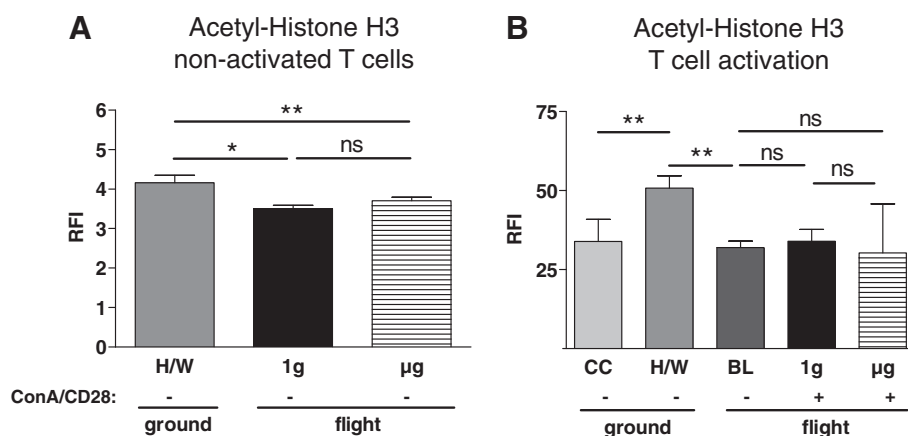 A
Acetyl-Histone H3
non-activated T cells
6
5
4
3
2
1
0
RFI
**
*
ns
H/W
1g
µg
ConA/CD28:
-
-
-
ground
flight
B
Acetyl-Histone H3
T cell activation
75
50
25
RFI
**
**
ns
ns
ns
CC
H/W
BL
1g
µg
-
-
-
+
+
ground
flight